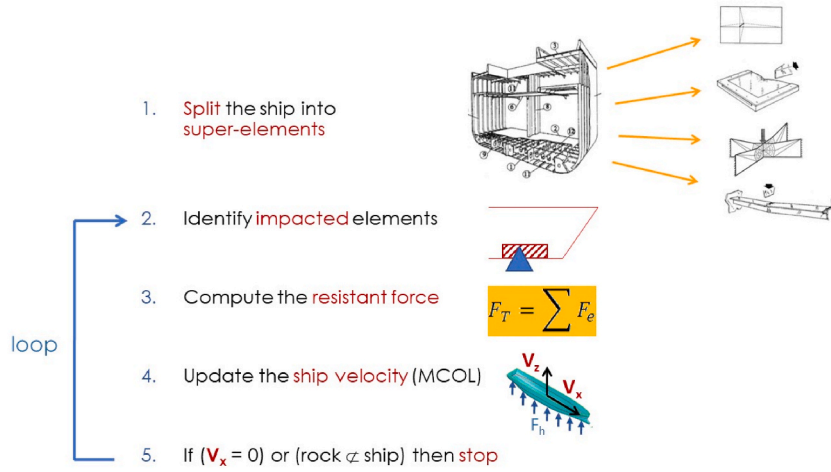 1. Split the ship into
super-elements
2. Identify impacted elements
3. Compute the resistant force
F_T = ∑ F_e
loop
4. Update the ship velocity (MCOL)
V_z
V_x
F_h
5. If (V_x = 0) or (rock ⊄ ship) then stop